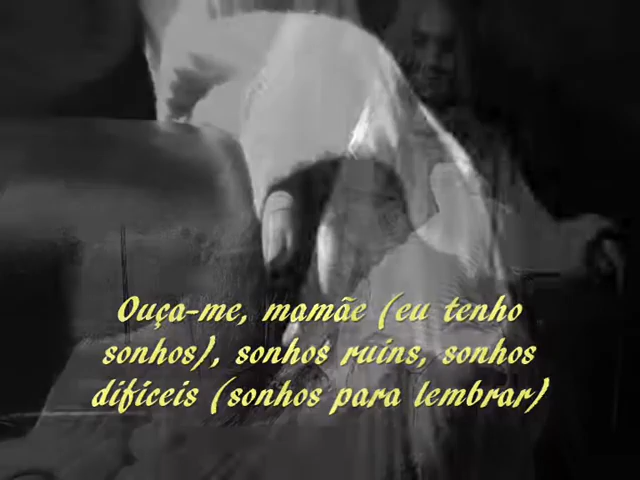 Ouça-me, mamãe (eu tenho
sonhos), sonhos ruins, sonhos
difíceis (sonhos para lembrar)